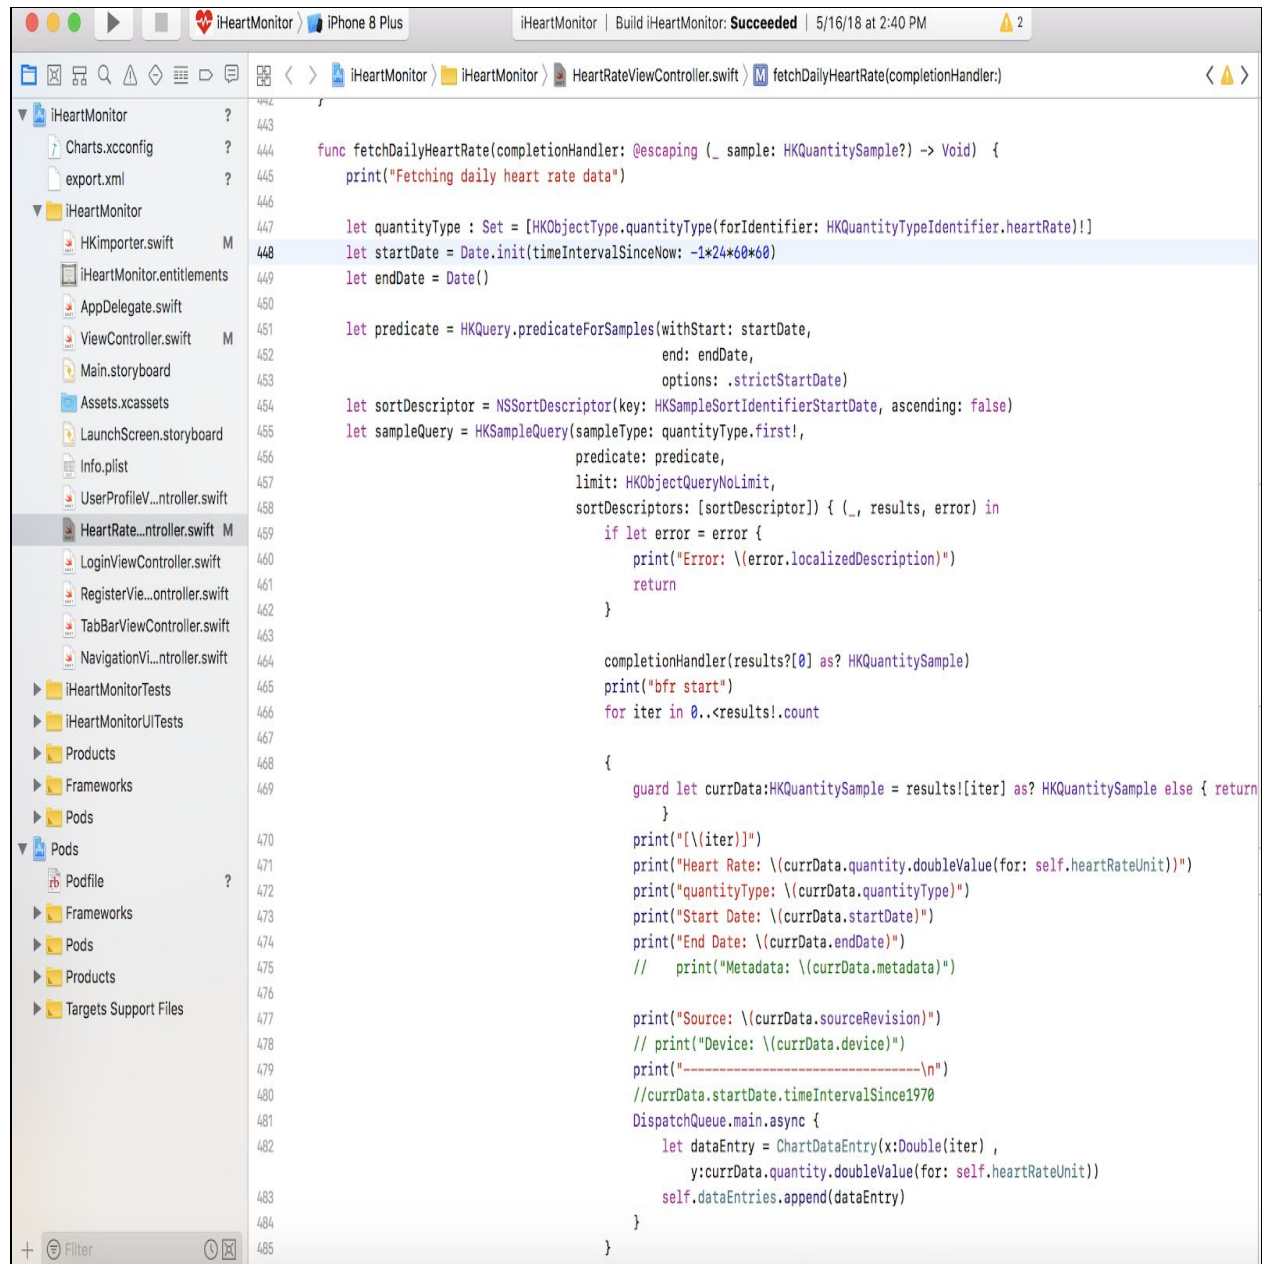 iHeartMonitor 〉 iPhone 8 Plus
iHeartMonitor | Build iHeartMonitor: Succeeded | 5/16/18 at 2:40 PM
2
iHeartMonitor 〉 iHeartMonitor 〉 HeartRateViewController.swift 〉 M fetchDailyHeartRate(completionHandler:)
iHeartMonitor ?
Charts.xcconfig ?
export.xml ?
iHeartMonitor
HKimporter.swift M
iHeartMonitor.entitlements
AppDelegate.swift
ViewController.swift M
Main.storyboard
Assets.xcassets
LaunchScreen.storyboard
Info.plist
UserProfileV...ntroller.swift
HeartRate...ntroller.swift M
LoginViewController.swift
RegisterVie...ontroller.swift
TabBarViewController.swift
NavigationVi...ntroller.swift
iHeartMonitorTests
iHeartMonitorUITests
Products
Frameworks
Pods
Pods
rb Podfile ?
Frameworks
Pods
Products
Targets Support Files
Filter
442 }
443
444 func fetchDailyHeartRate(completionHandler: @escaping (_ sample: HKQuantitySample?) -> Void) {
445 print("Fetching daily heart rate data")
446
447 let quantityType : Set = [HKObjectType.quantityType(forIdentifier: HKQuantityTypeIdentifier.heartRate)!]
448 let startDate = Date.init(timeIntervalSinceNow: -1*24*60*60)
449 let endDate = Date()
450
451 let predicate = HKQuery.predicateForSamples(withStart: startDate,
452 end: endDate,
453 options: .strictStartDate)
454 let sortDescriptor = NSSortDescriptor(key: HKSampleSortIdentifierStartDate, ascending: false)
455 let sampleQuery = HKSampleQuery(sampleType: quantityType.first!,
456 predicate: predicate,
457 limit: HKObjectQueryNoLimit,
458 sortDescriptors: [sortDescriptor]) { (_, results, error) in
459 if let error = error {
460 print("Error: \(error.localizedDescription)")
461 return
462 }
463
464 completionHandler(results?[0] as? HKQuantitySample)
465 print("bfr start")
466 for iter in 0..<results!.count
467
468 {
469 guard let currData:HKQuantitySample = results![iter] as? HKQuantitySample else { return
}
470 print("[\(iter)]")
471 print("Heart Rate: \(currData.quantity.doubleValue(for: self.heartRateUnit))")
472 print("quantityType: \(currData.quantityType)")
473 print("Start Date: \(currData.startDate)")
474 print("End Date: \(currData.endDate)")
475 // print("Metadata: \(currData.metadata)")
476
477 print("Source: \(currData.sourceRevision)")
478 // print("Device: \(currData.device)")
479 print("---------------------------------\n")
480 //currData.startDate.timeIntervalSince1970
481 DispatchQueue.main.async {
482 let dataEntry = ChartDataEntry(x:Double(iter) ,
y:currData.quantity.doubleValue(for: self.heartRateUnit))
483 self.dataEntries.append(dataEntry)
484 }
485 }